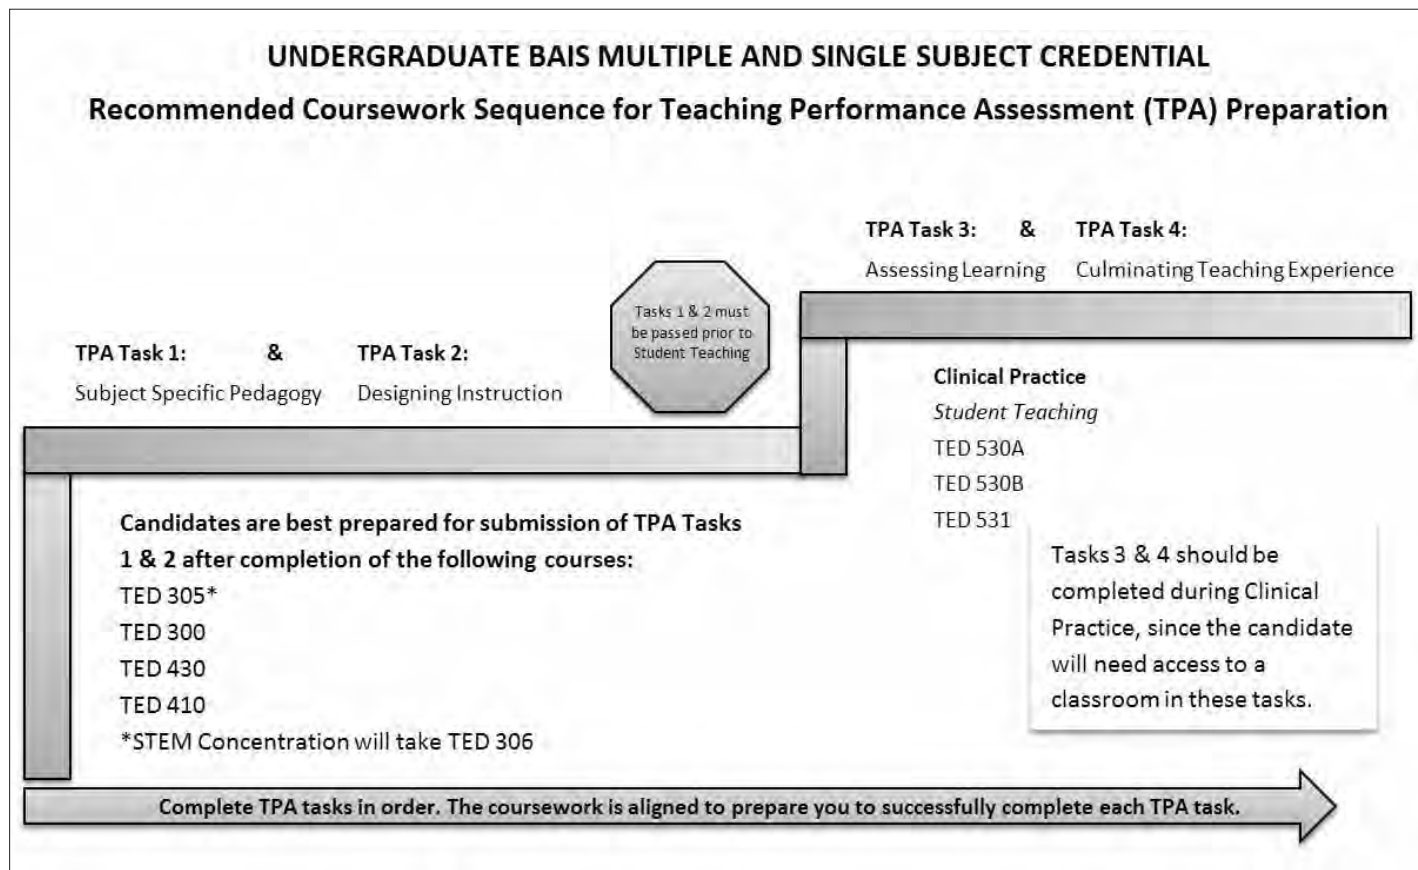 UNDERGRADUATE BAIS MULTIPLE AND SINGLE SUBJECT CREDENTIAL
Recommended Coursework Sequence for Teaching Performance Assessment (TPA) Preparation
TPA Task 1: & TPA Task 2:
Subject Specific Pedagogy Designing Instruction
Tasks 1 & 2 must
be passed prior to
Student Teaching
TPA Task 3: & TPA Task 4:
Assessing Learning Culminating Teaching Experience
Candidates are best prepared for submission of TPA Tasks
1 & 2 after completion of the following courses:
TED 305*
TED 300
TED 430
TED 410
*STEM Concentration will take TED 306
Clinical Practice
Student Teaching
TED 530A
TED 530B
TED 531
Tasks 3 & 4 should be
completed during Clinical
Practice, since the candidate
will need access to a
classroom in these tasks.
Complete TPA tasks in order. The coursework is aligned to prepare you to successfully complete each TPA task.